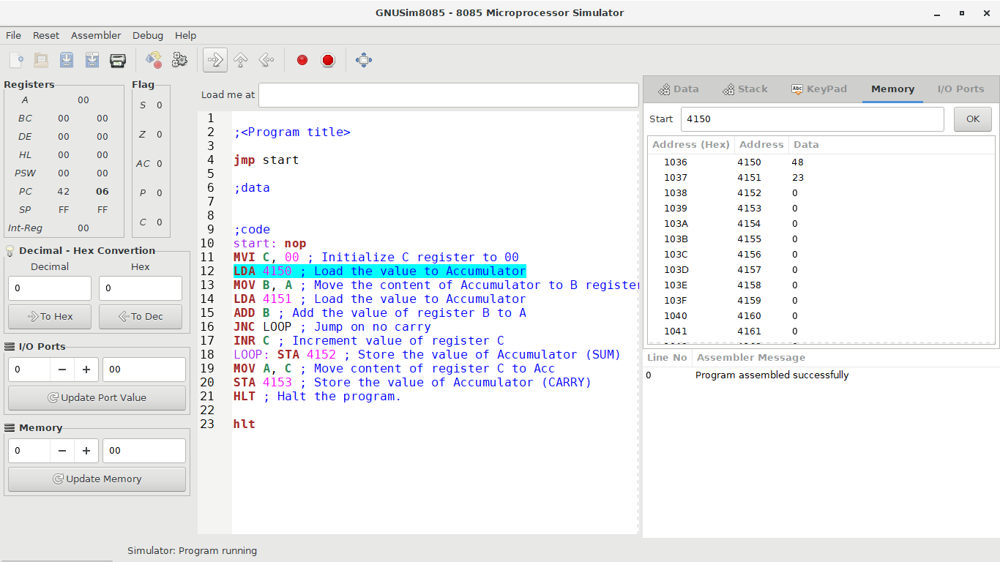 GNUSim8085 - 8085 Microprocessor Simulator
File Reset Assembler Debug Help
Registers
A 00
BC 00 00
DE 00 00
HL 00 00
PSW 00 00
PC 42 06
SP FF FF
Int-Reg 00
Flag
S 0
Z 0
AC 0
P 0
C 0
Decimal - Hex Convertion
Decimal Hex
0 0
To Hex To Dec
I/O Ports
0 − + 00
Update Port Value
Memory
0 − + 00
Update Memory
Load me at
1
2 ;<Program title>
3
4 jmp start
5
6 ;data
7
8
9 ;code
10 start: nop
11 MVI C, 00 ; Initialize C register to 00
12 LDA 4150 ; Load the value to Accumulator
13 MOV B, A ; Move the content of Accumulator to B register
14 LDA 4151 ; Load the value to Accumulator
15 ADD B ; Add the value of register B to A
16 JNC LOOP ; Jump on no carry
17 INR C ; Increment value of register C
18 LOOP: STA 4152 ; Store the value of Accumulator (SUM)
19 MOV A, C ; Move content of register C to Acc
20 STA 4153 ; Store the value of Accumulator (CARRY)
21 HLT ; Halt the program.
22
23 hlt
Data Stack Abc KeyPad Memory I/O Ports
Start 4150 OK
Address (Hex) Address Data
1036 4150 48
1037 4151 23
1038 4152 0
1039 4153 0
103A 4154 0
103B 4155 0
103C 4156 0
103D 4157 0
103E 4158 0
103F 4159 0
1040 4160 0
1041 4161 0
Line No Assembler Message
0 Program assembled successfully
Simulator: Program running